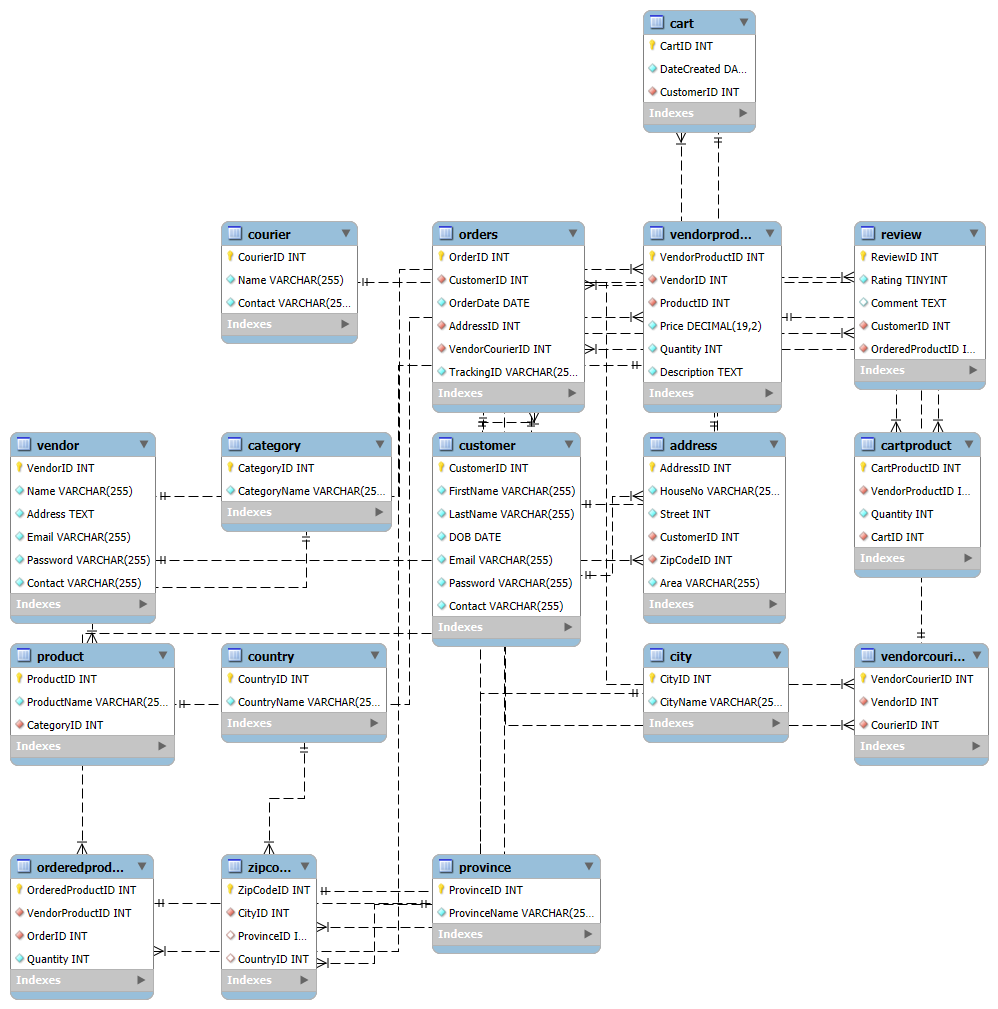 cart
CartID INT
DateCreated DA...
CustomerID INT
Indexes
courier
CourierID INT
Name VARCHAR(255)
Contact VARCHAR(25...
Indexes
orders
OrderID INT
CustomerID INT
OrderDate DATE
AddressID INT
VendorCourierID INT
TrackingID VARCHAR(25...
Indexes
vendorprod...
VendorProductID INT
VendorID INT
ProductID INT
Price DECIMAL(19,2)
Quantity INT
Description TEXT
Indexes
review
ReviewID INT
Rating TINYINT
Comment TEXT
CustomerID INT
OrderedProductID I...
Indexes
vendor
VendorID INT
Name VARCHAR(255)
Address TEXT
Email VARCHAR(255)
Password VARCHAR(255)
Contact VARCHAR(255)
Indexes
category
CategoryID INT
CategoryName VARCHAR(25...
Indexes
customer
CustomerID INT
FirstName VARCHAR(255)
LastName VARCHAR(255)
DOB DATE
Email VARCHAR(255)
Password VARCHAR(255)
Contact VARCHAR(255)
Indexes
address
AddressID INT
HouseNo VARCHAR(25...
Street INT
CustomerID INT
ZipCodeID INT
Area VARCHAR(255)
Indexes
cartproduct
CartProductID INT
VendorProductID I...
Quantity INT
CartID INT
Indexes
product
ProductID INT
ProductName VARCHAR(25...
CategoryID INT
Indexes
country
CountryID INT
CountryName VARCHAR(25...
Indexes
city
CityID INT
CityName VARCHAR(25...
Indexes
vendorcouri...
VendorCourierID INT
VendorID INT
CourierID INT
Indexes
orderedprod...
OrderedProductID INT
VendorProductID INT
OrderID INT
Quantity INT
Indexes
zipco...
ZipCodeID INT
CityID INT
ProvinceID I...
CountryID INT
Indexes
province
ProvinceID INT
ProvinceName VARCHAR(25...
Indexes